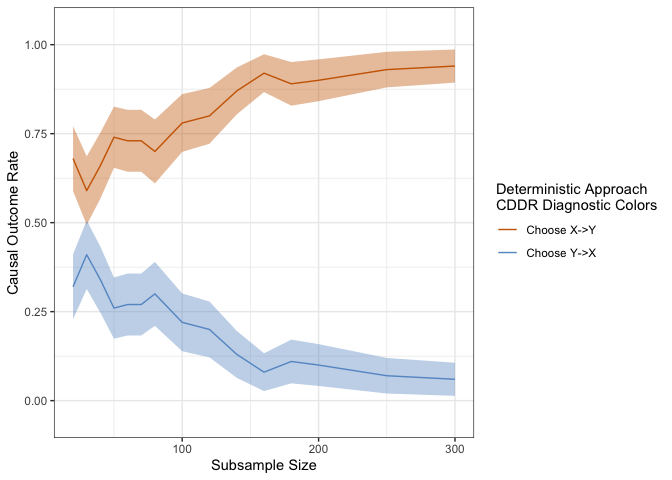 1.00
0.75
0.50
0.25
0.00
Causal Outcome Rate
100
200
300
Subsample Size
Deterministic Approach
CDDR Diagnostic Colors
Choose X->Y
Choose Y->X